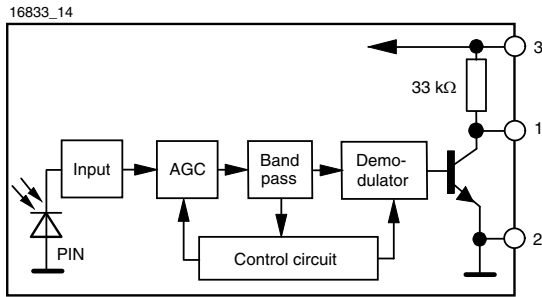 16833_14
3
33 kΩ
1
Input
AGC
Band
pass
Demo-
dulator
PIN
Control circuit
2